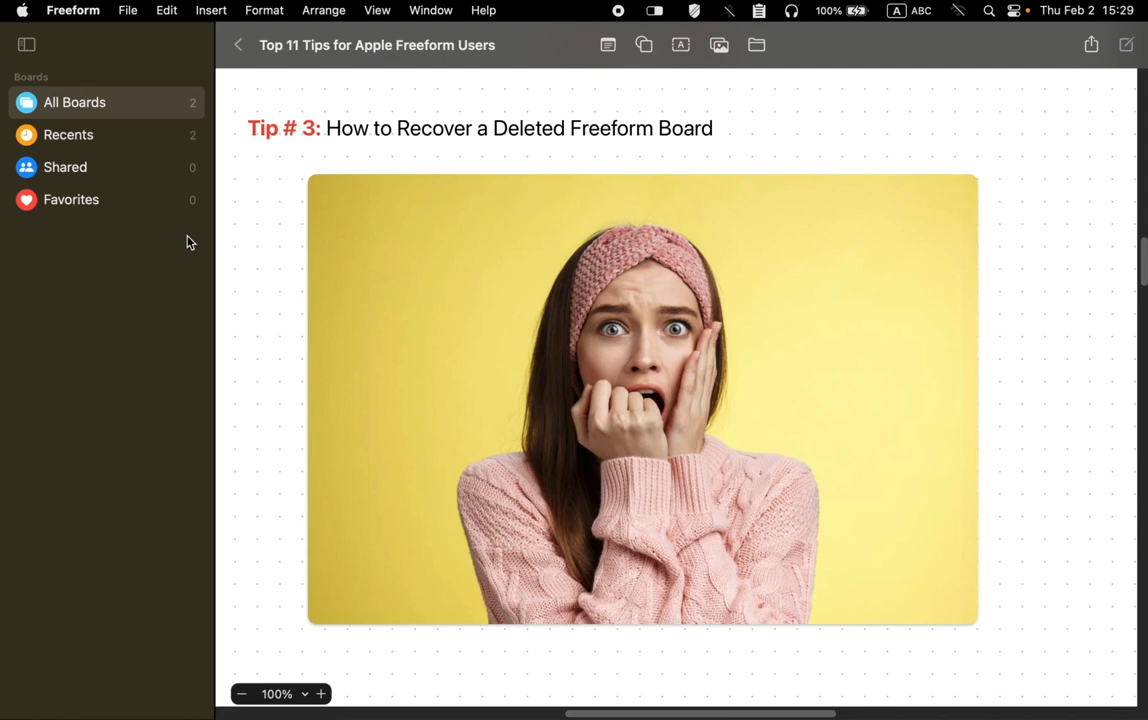 Freeform File Edit Insert Format Arrange View Window Help 100% A ABC Thu Feb 2 15:29
Top 11 Tips for Apple Freeform Users
Boards
All Boards 2
Recents 2
Shared 0
Favorites 0
Tip # 3: How to Recover a Deleted Freeform Board
A
− 100% +